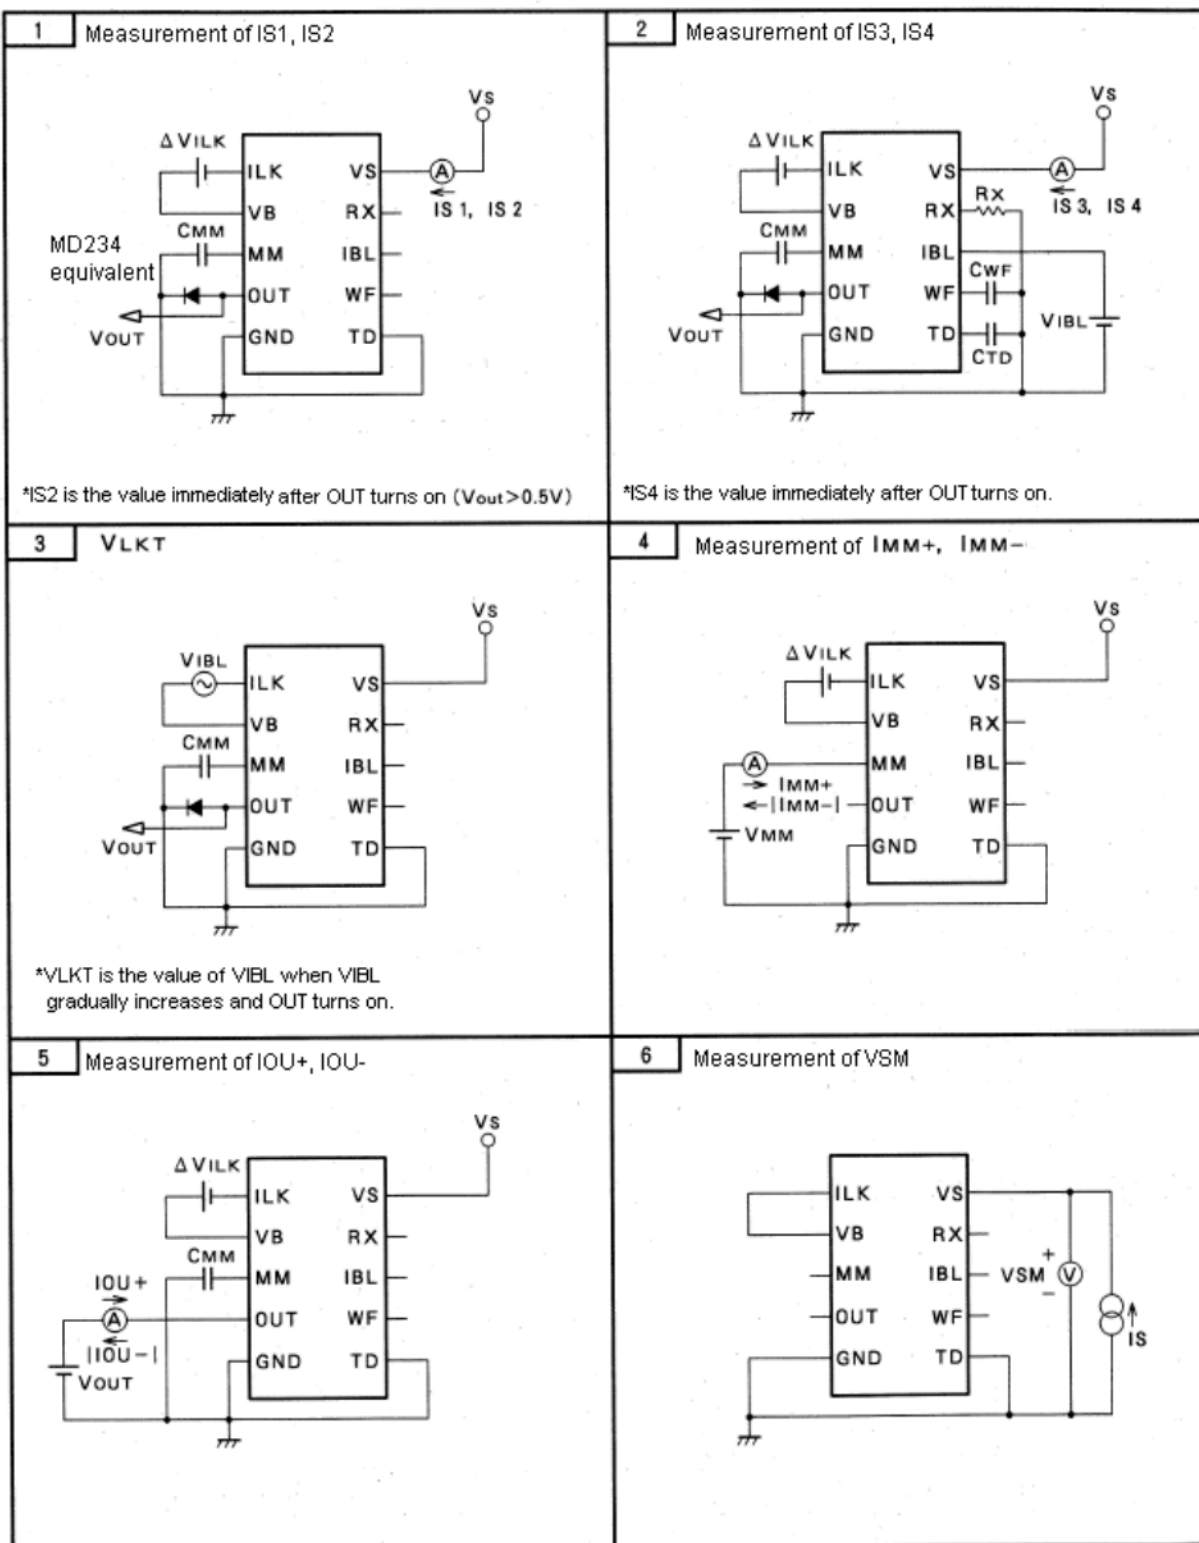 1 Measurement of IS1, IS2
Vs
ΔVILK
ILK VS
A
VB RX
IS1, IS2
CMM
MD234
equivalent
MM IBL
OUT WF
VOUT
GND TD
*IS2 is the value immediately after OUT turns on (Vout>0.5V)
2 Measurement of IS3, IS4
Vs
ΔVILK
ILK VS
A
RX
VB RX
IS3, IS4
CMM
MM IBL
CWF
OUT WF
VOUT
VIBL
GND TD
CTD
*IS4 is the value immediately after OUT turns on.
3 VLKT
Vs
VIBL
ILK VS
VB RX
CMM
MM IBL
OUT WF
VOUT
GND TD
*VLKT is the value of VIBL when VIBL
gradually increases and OUT turns on.
4 Measurement of IMM+, IMM-
Vs
ΔVILK
ILK VS
VB RX
A
MM IBL
IMM+
|IMM-|
OUT WF
VMM
GND TD
5 Measurement of IOU+, IOU-
Vs
ΔVILK
ILK VS
VB RX
CMM
IOU+
MM IBL
A
OUT WF
|IOU-|
VOUT
GND TD
6 Measurement of VSM
ILK VS
VB RX
MM IBL
VSM + V -
OUT WF
IS
GND TD